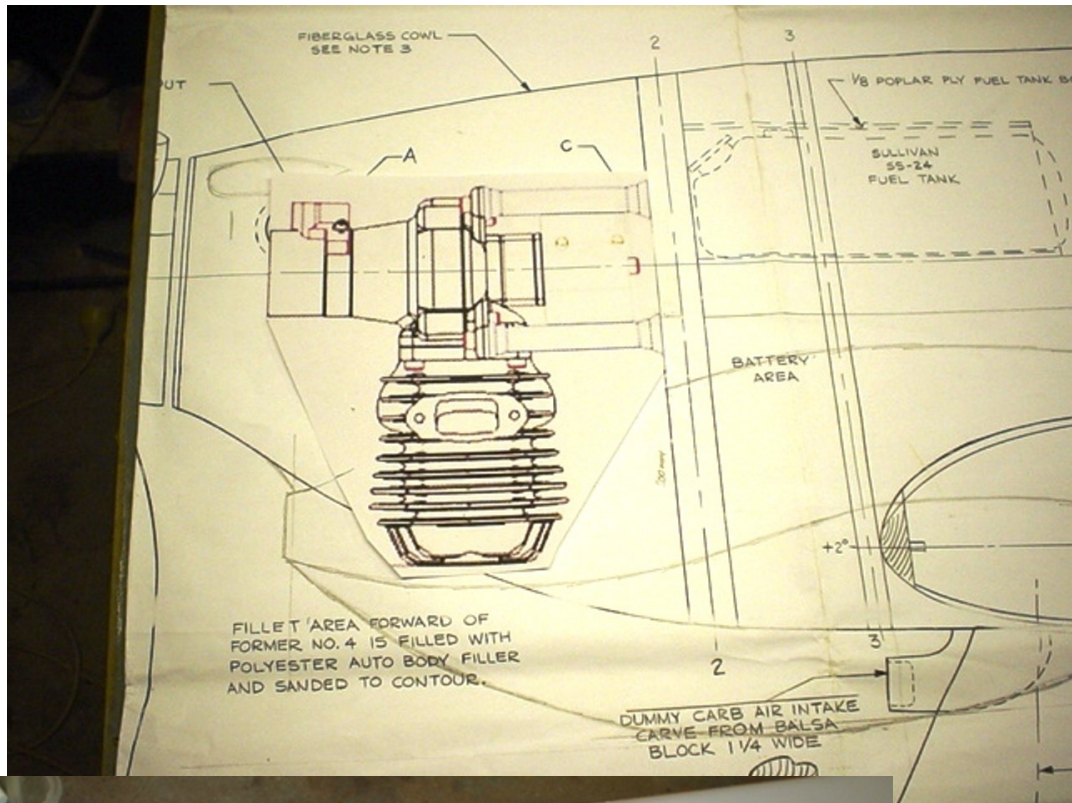 FIBERGLASS COWL
SEE NOTE 3
2
3
1/8 POPLAR PLY FUEL TANK
A
C
SULLIVAN
SS-24
FUEL TANK
BATTERY
AREA
+2°
FILLET AREA FORWARD OF
FORMER NO. 4 IS FILLED WITH
POLYESTER AUTO BODY FILLER
AND SANDED TO CONTOUR.
2
3
DUMMY CARB AIR INTAKE
CARVE FROM BALSA
BLOCK 1 1/4 WIDE